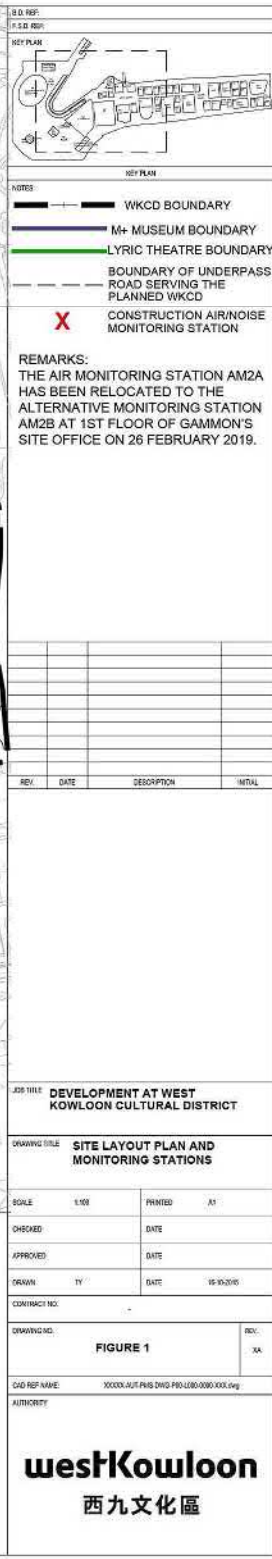 B.D. REF:
F.S.D. REF:
KEY PLAN
KEY PLAN
NOTES
WKCD BOUNDARY
M+ MUSEUM BOUNDARY
LYRIC THEATRE BOUNDARY
BOUNDARY OF UNDERPASS
ROAD SERVING THE
PLANNED WKCD
X CONSTRUCTION AIR/NOISE
MONITORING STATION
REMARKS:
THE AIR MONITORING STATION AM2A
HAS BEEN RELOCATED TO THE
ALTERNATIVE MONITORING STATION
AM2B AT 1ST FLOOR OF GAMMON'S
SITE OFFICE ON 26 FEBRUARY 2019.
REV. DATE DESCRIPTION INITIAL
JOB TITLE DEVELOPMENT AT WEST
KOWLOON CULTURAL DISTRICT
DRAWING TITLE SITE LAYOUT PLAN AND
MONITORING STATIONS
SCALE PRINTED A1
CHECKED DATE
APPROVED DATE
DRAWN TY DATE
CONTRACT NO. -
DRAWING NO. REV.
FIGURE 1 XA
CAD REF NAME:
AUTHORITY
westKowloon
西九文化區